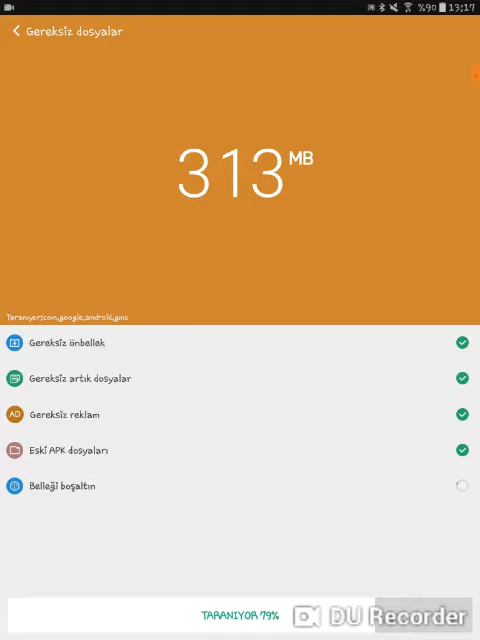 %90 13:17
Gereksiz dosyalar
313 MB
Taranıyor:com.google.android.gms
Gereksiz önbellek
Gereksiz artık dosyalar
AD Gereksiz reklam
Eski APK dosyaları
Belleği boşaltın
TARANIYOR 79%
DU Recorder